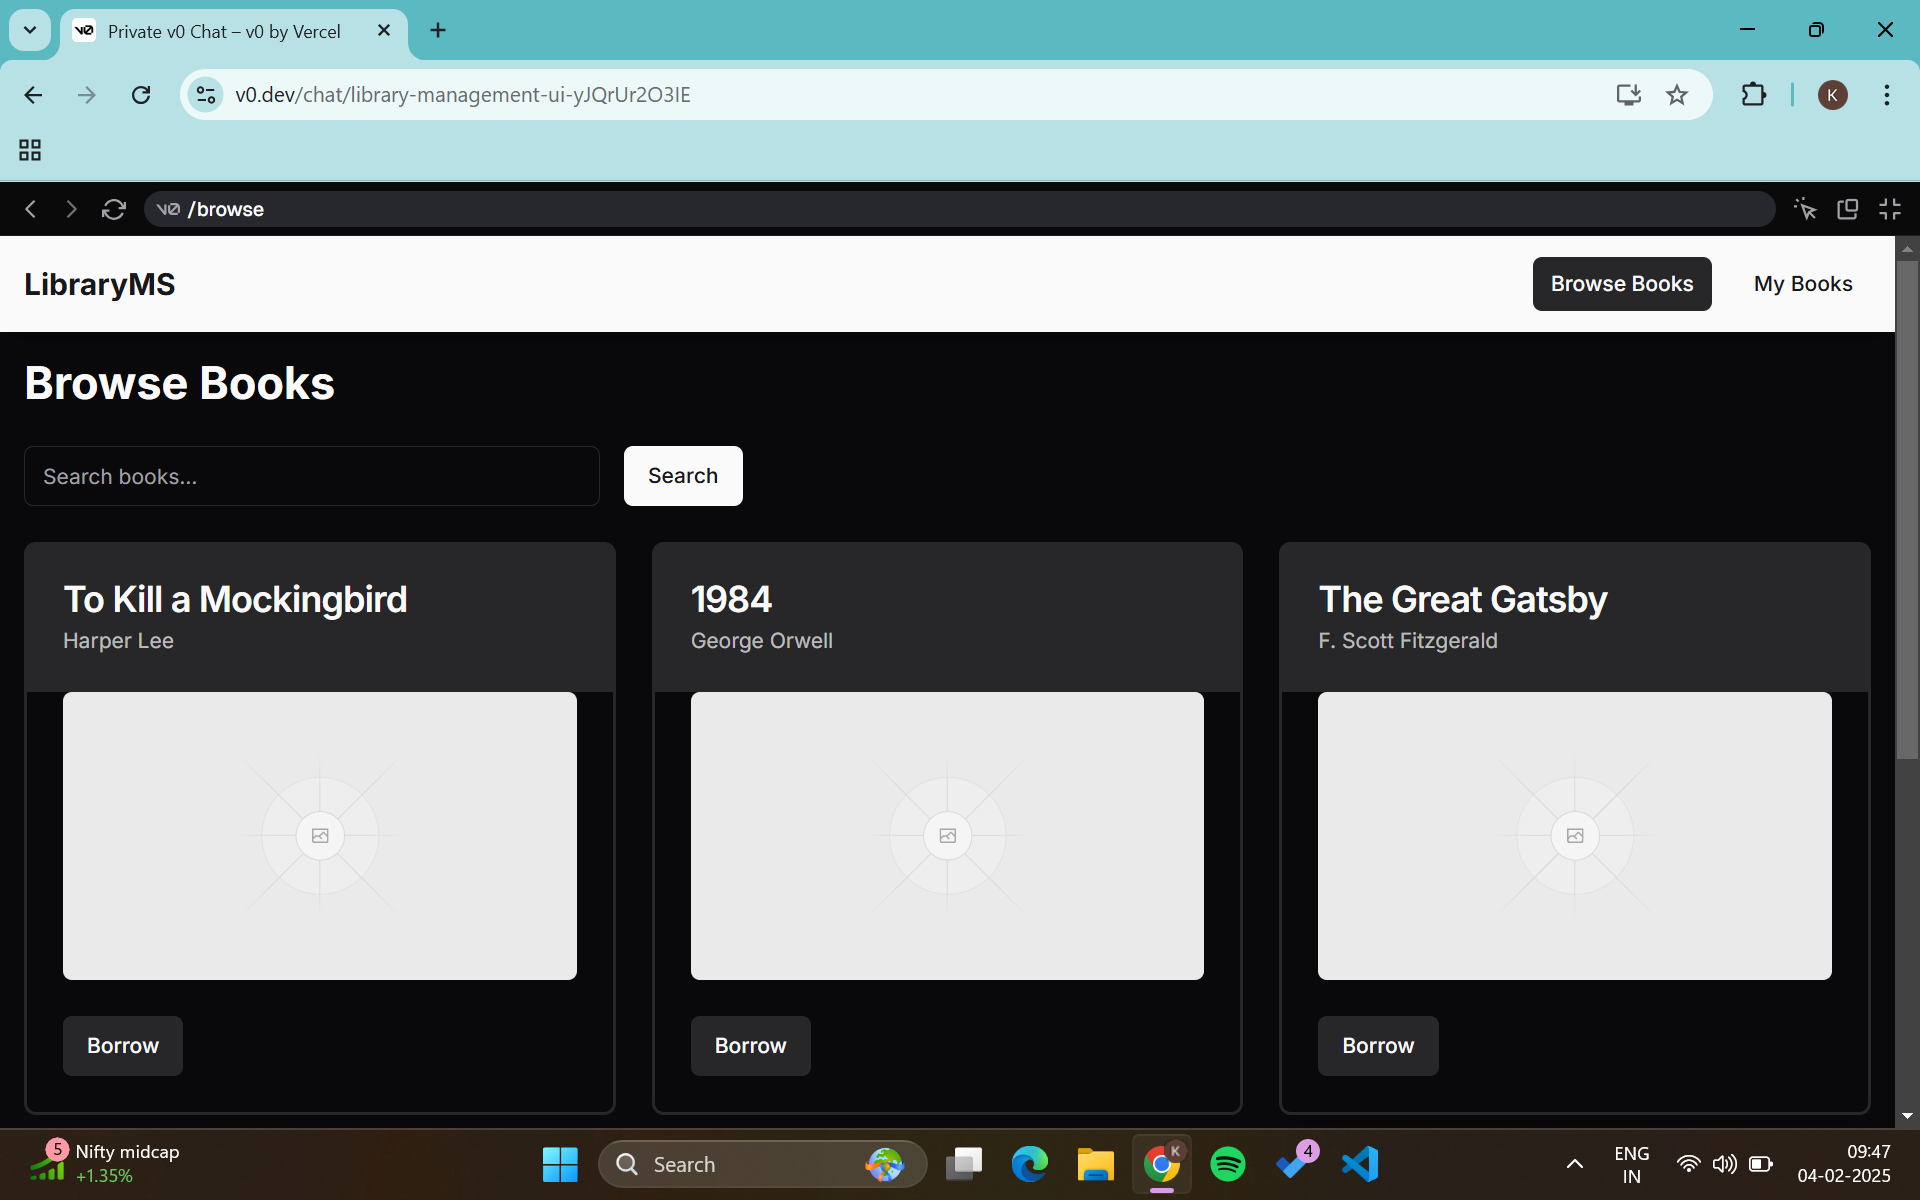 Private v0 Chat – v0 by Vercel
v0.dev/chat/library-management-ui-yJQrUr2O3IE
K
/browse
LibraryMS
Browse Books
My Books
Browse Books
Search books...
Search
To Kill a Mockingbird
Harper Lee
1984
George Orwell
The Great Gatsby
F. Scott Fitzgerald
Borrow
Borrow
Borrow
5
Nifty midcap
+1.35%
Search
K
4
ENG
IN
09:47
04-02-2025